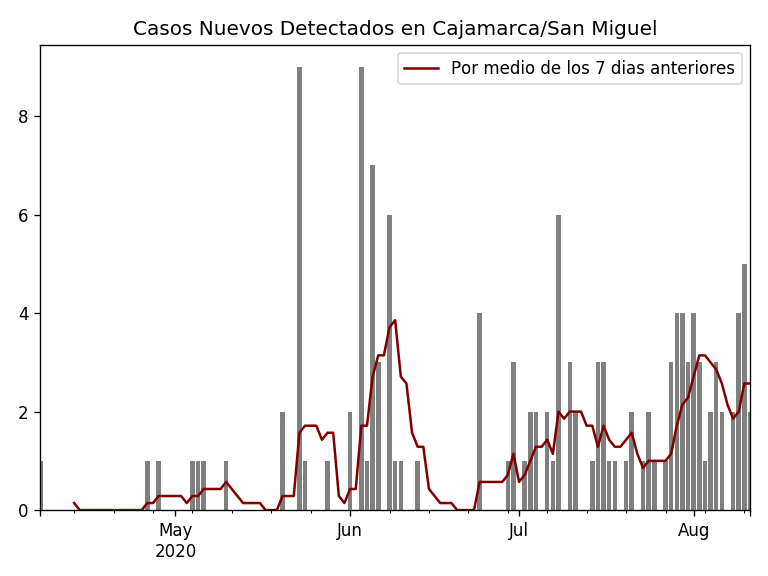 Casos Nuevos Detectados en Cajamarca/San Miguel
Por medio de los 7 dias anteriores
8
6
4
2
0
May
2020
Jun
Jul
Aug